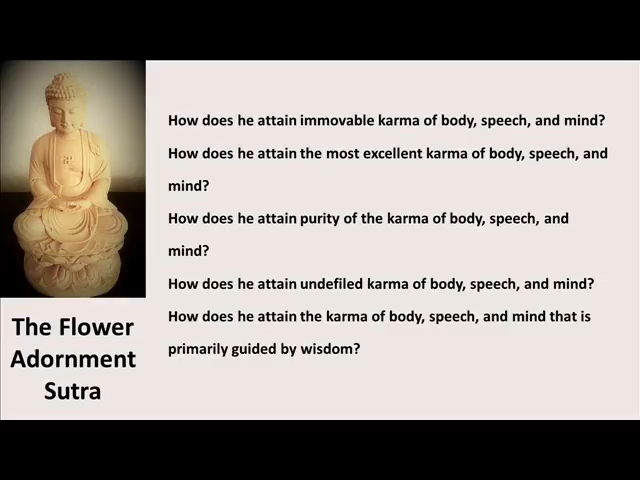 How does he attain immovable karma of body, speech, and mind?
How does he attain the most excellent karma of body, speech, and
mind?
How does he attain purity of the karma of body, speech, and
mind?
How does he attain undefiled karma of body, speech, and mind?
How does he attain the karma of body, speech, and mind that is
primarily guided by wisdom?
The Flower
Adornment
Sutra